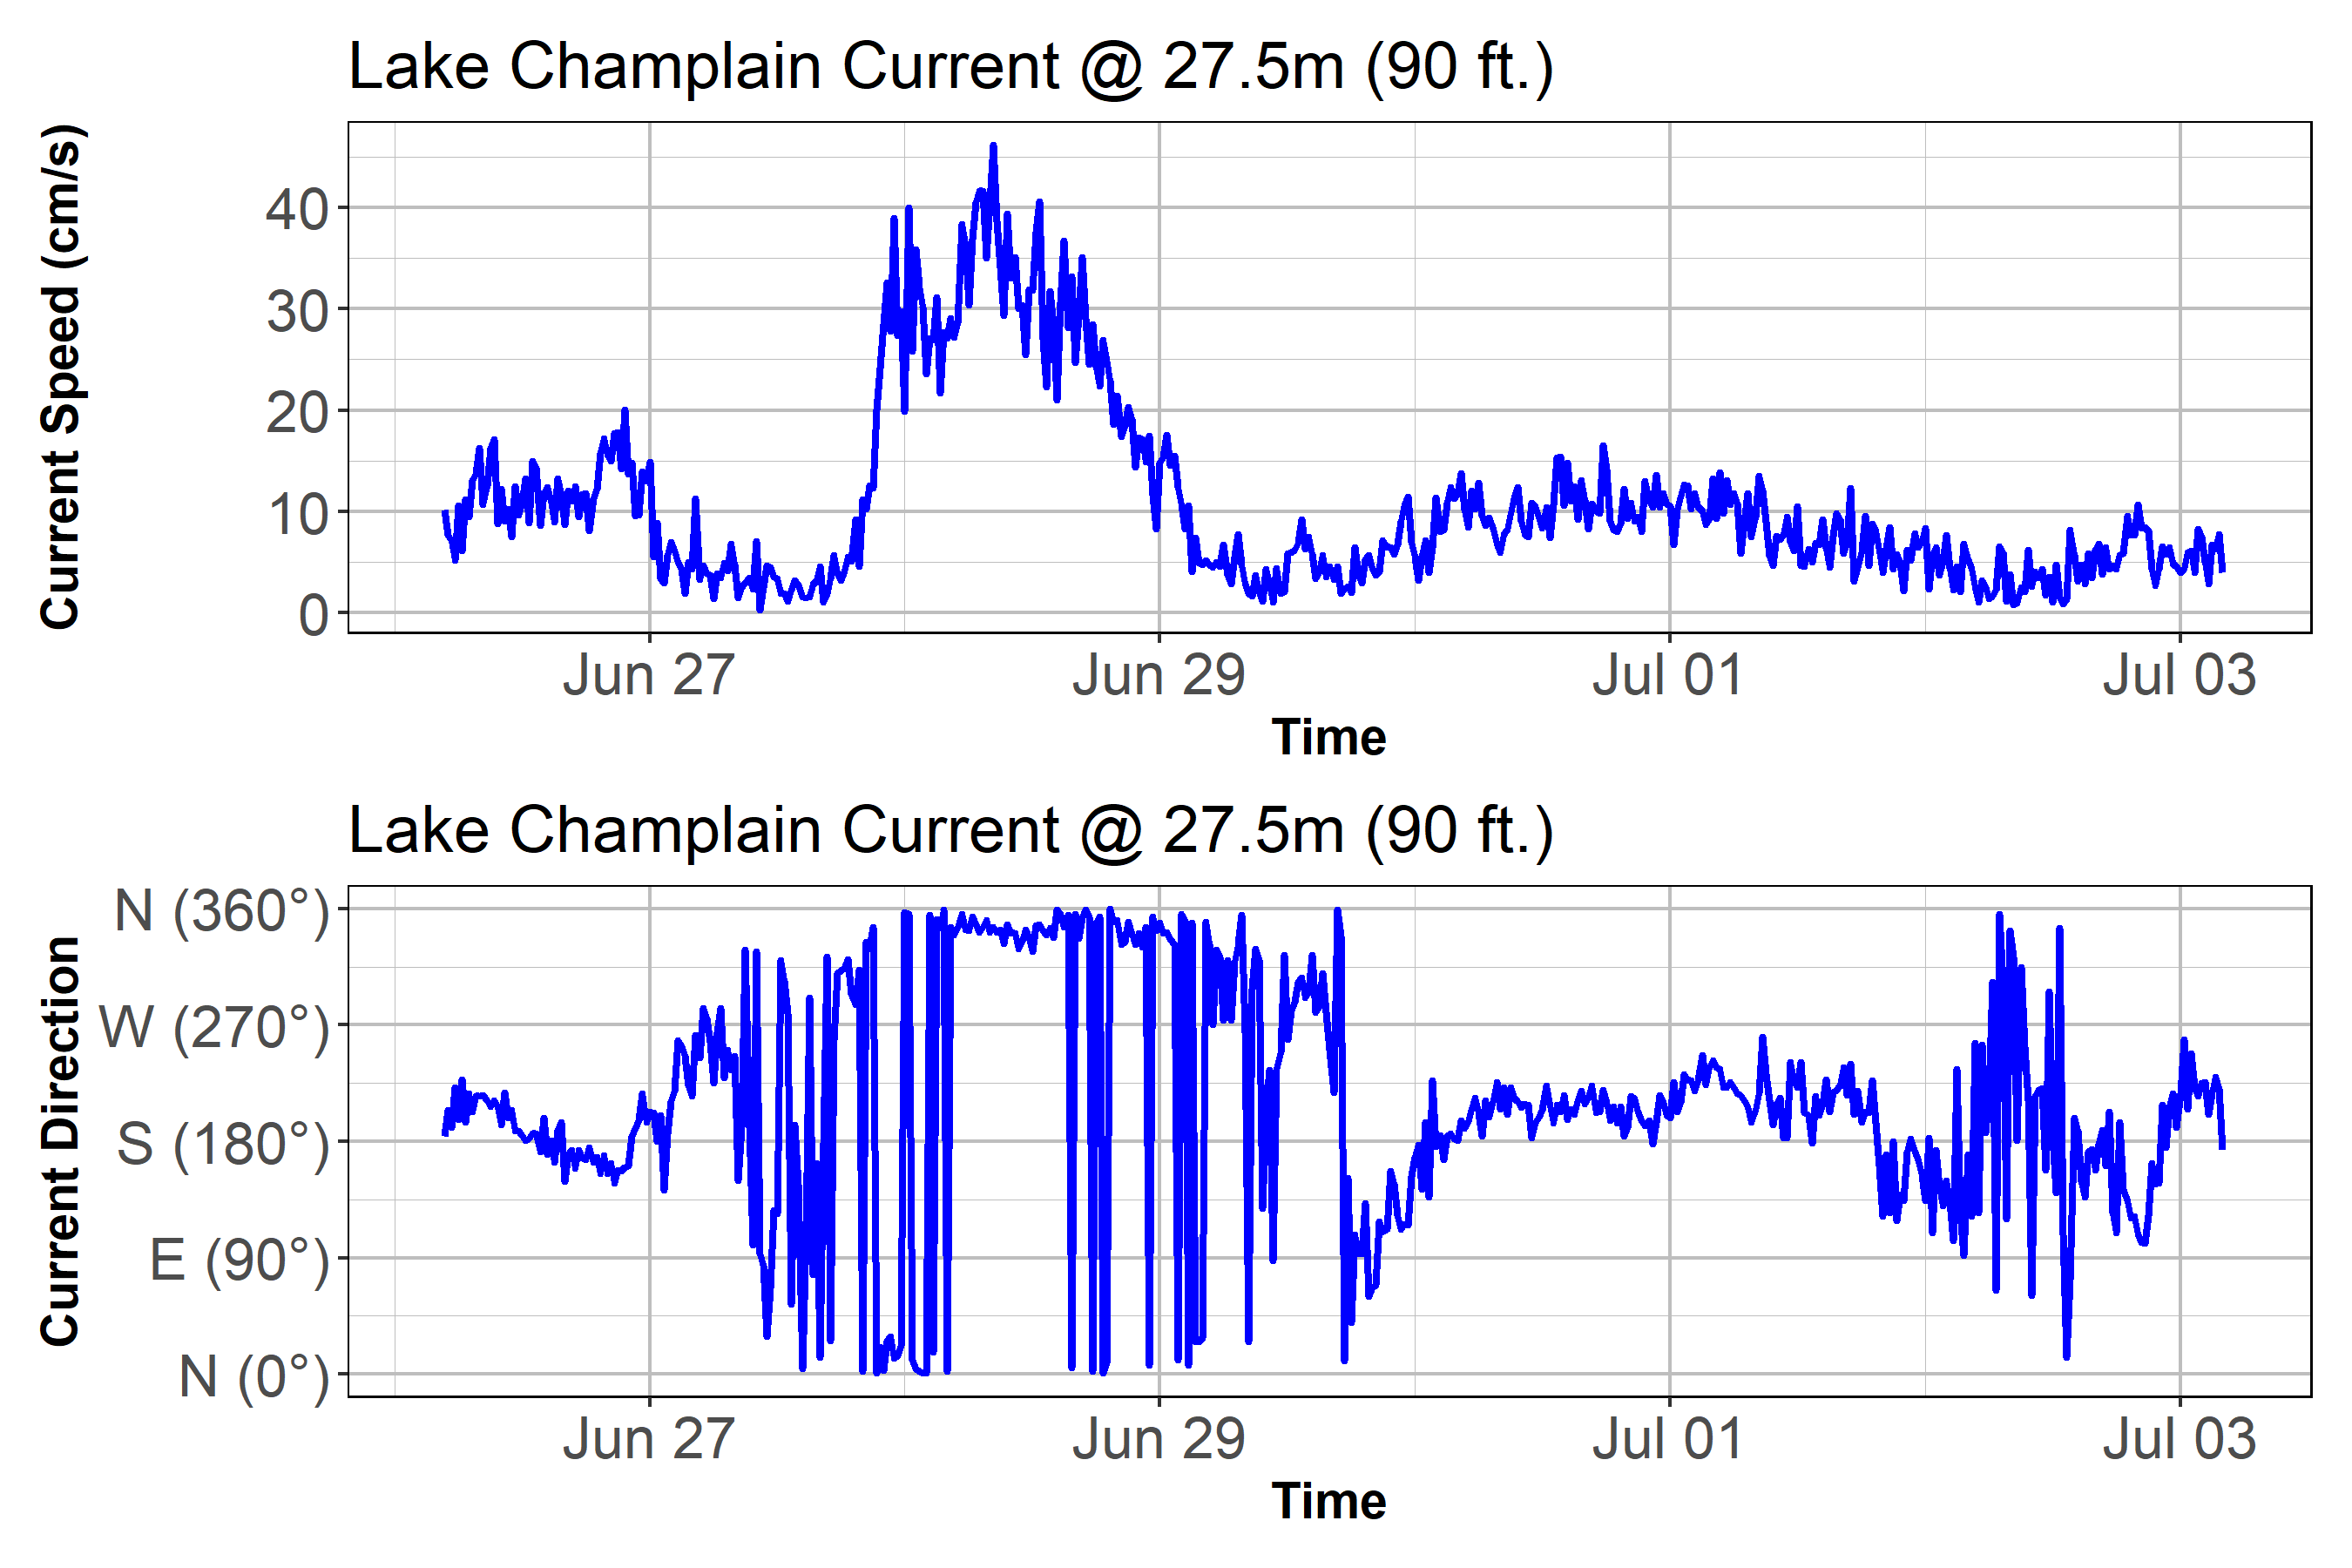 Lake Champlain Current @ 27.5m (90 ft.)
Current Speed (cm/s)
40
30
20
10
0
Jun 27
Jun 29
Jul 01
Jul 03
Time
Lake Champlain Current @ 27.5m (90 ft.)
Current Direction
N (360°)
W (270°)
S (180°)
E (90°)
N (0°)
Jun 27
Jun 29
Jul 01
Jul 03
Time